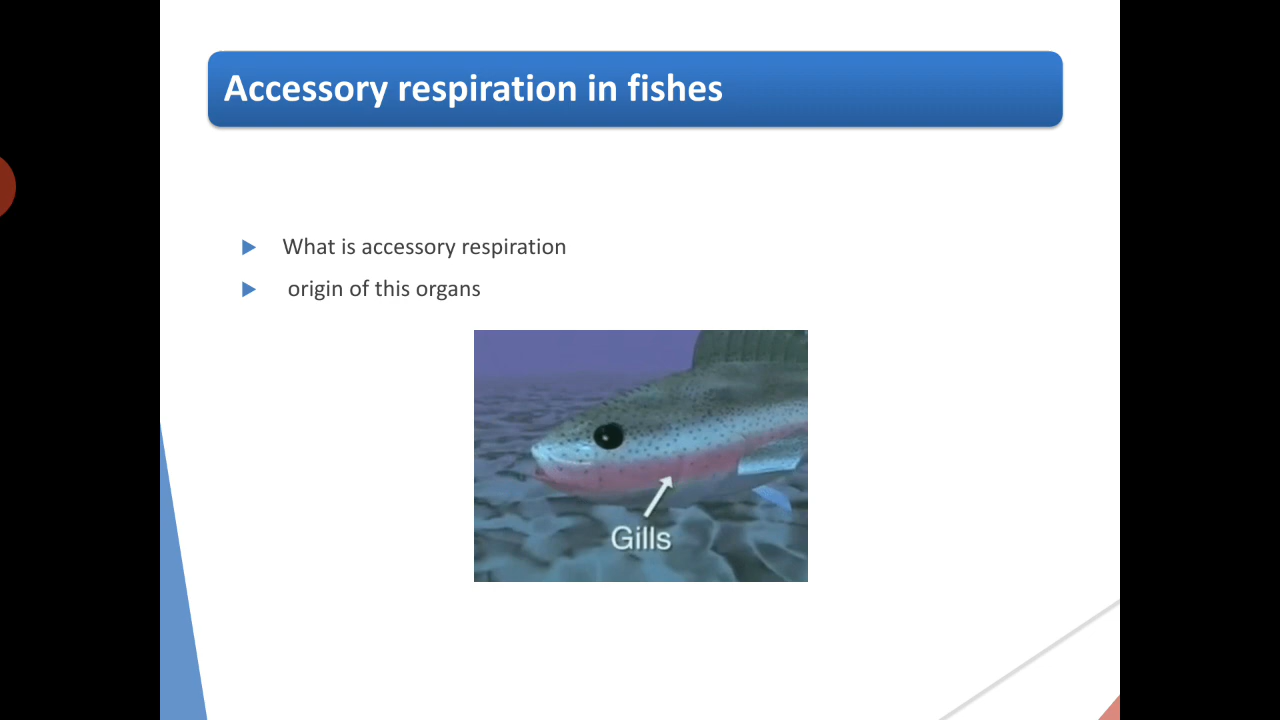 Accessory respiration in fishes
What is accessory respiration
origin of this organs
Gills